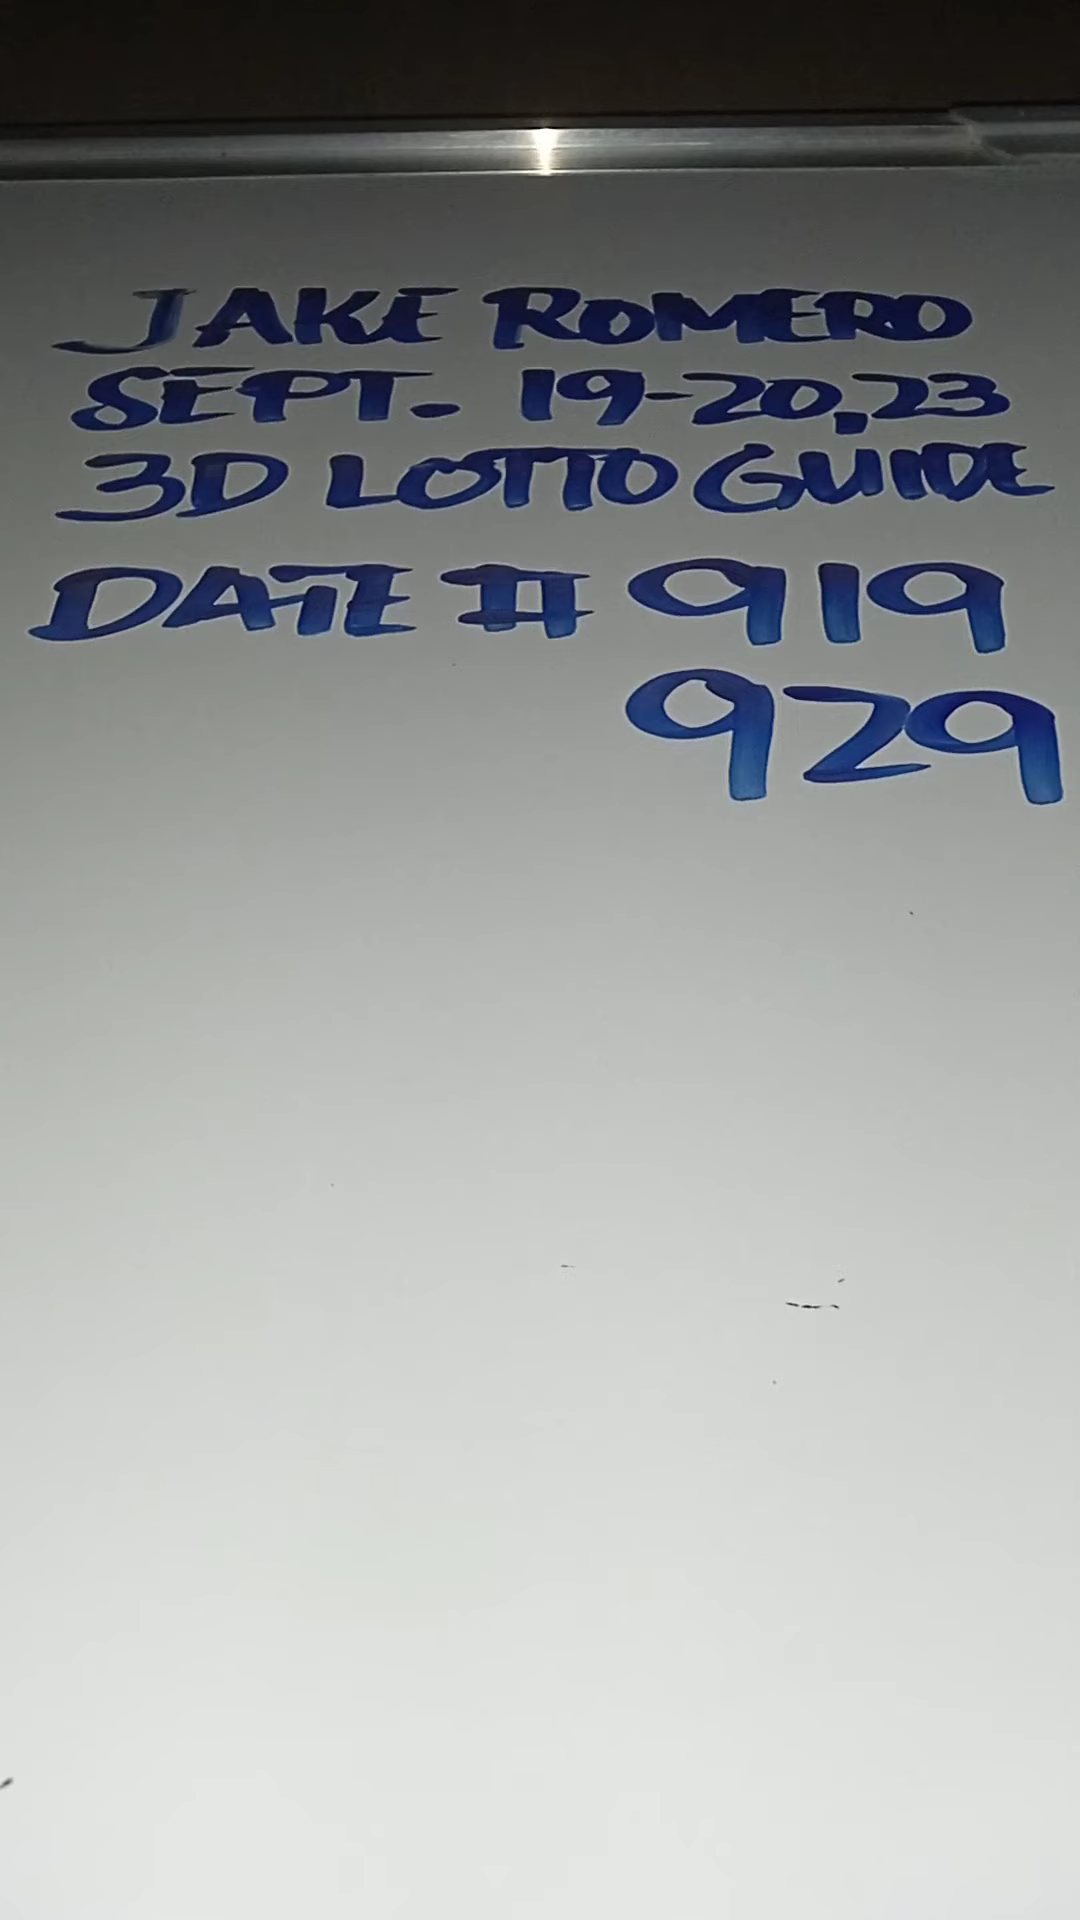 JAKE ROMERO
SEPT. 19-20,23
3D LOTTO GUIDE
DATE # 919
929